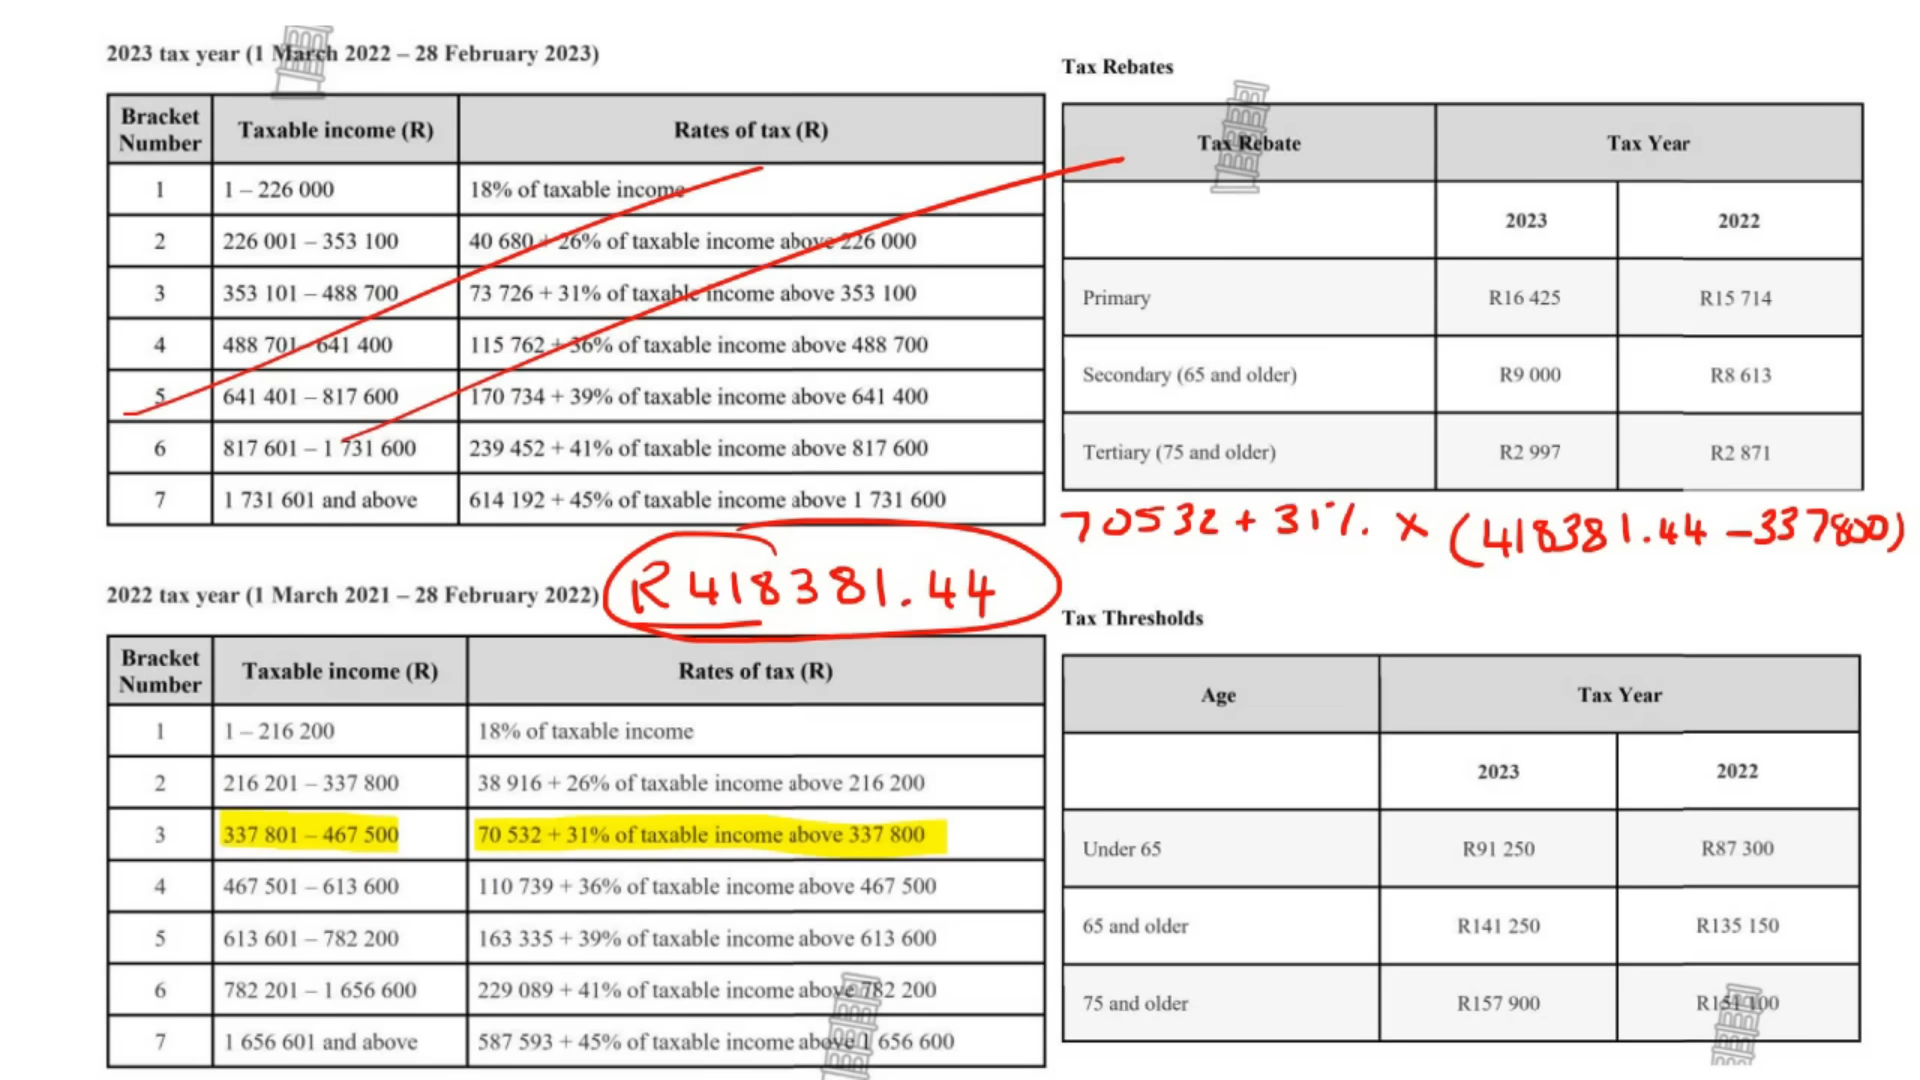 2023 tax year (1 March 2022 – 28 February 2023)
Bracket Number Taxable income (R) Rates of tax (R)
1 1 – 226 000 18% of taxable income
2 226 001 – 353 100 40 680 + 26% of taxable income above 226 000
3 353 101 – 488 700 73 726 + 31% of taxable income above 353 100
4 488 701 – 641 400 115 762 + 36% of taxable income above 488 700
5 641 401 – 817 600 170 734 + 39% of taxable income above 641 400
6 817 601 – 1 731 600 239 452 + 41% of taxable income above 817 600
7 1 731 601 and above 614 192 + 45% of taxable income above 1 731 600
Tax Rebates
Tax Rebate Tax Year
2023 2022
Primary R16 425 R15 714
Secondary (65 and older) R9 000 R8 613
Tertiary (75 and older) R2 997 R2 871
70532 + 31% × (418381.44 – 337800)
R418381.44
2022 tax year (1 March 2021 – 28 February 2022)
Bracket Number Taxable income (R) Rates of tax (R)
1 1 – 216 200 18% of taxable income
2 216 201 – 337 800 38 916 + 26% of taxable income above 216 200
3 337 801 – 467 500 70 532 + 31% of taxable income above 337 800
4 467 501 – 613 600 110 739 + 36% of taxable income above 467 500
5 613 601 – 782 200 163 335 + 39% of taxable income above 613 600
6 782 201 – 1 656 600 229 089 + 41% of taxable income above 782 200
7 1 656 601 and above 587 593 + 45% of taxable income above 1 656 600
Tax Thresholds
Age Tax Year
2023 2022
Under 65 R91 250 R87 300
65 and older R141 250 R135 150
75 and older R157 900 R151 100